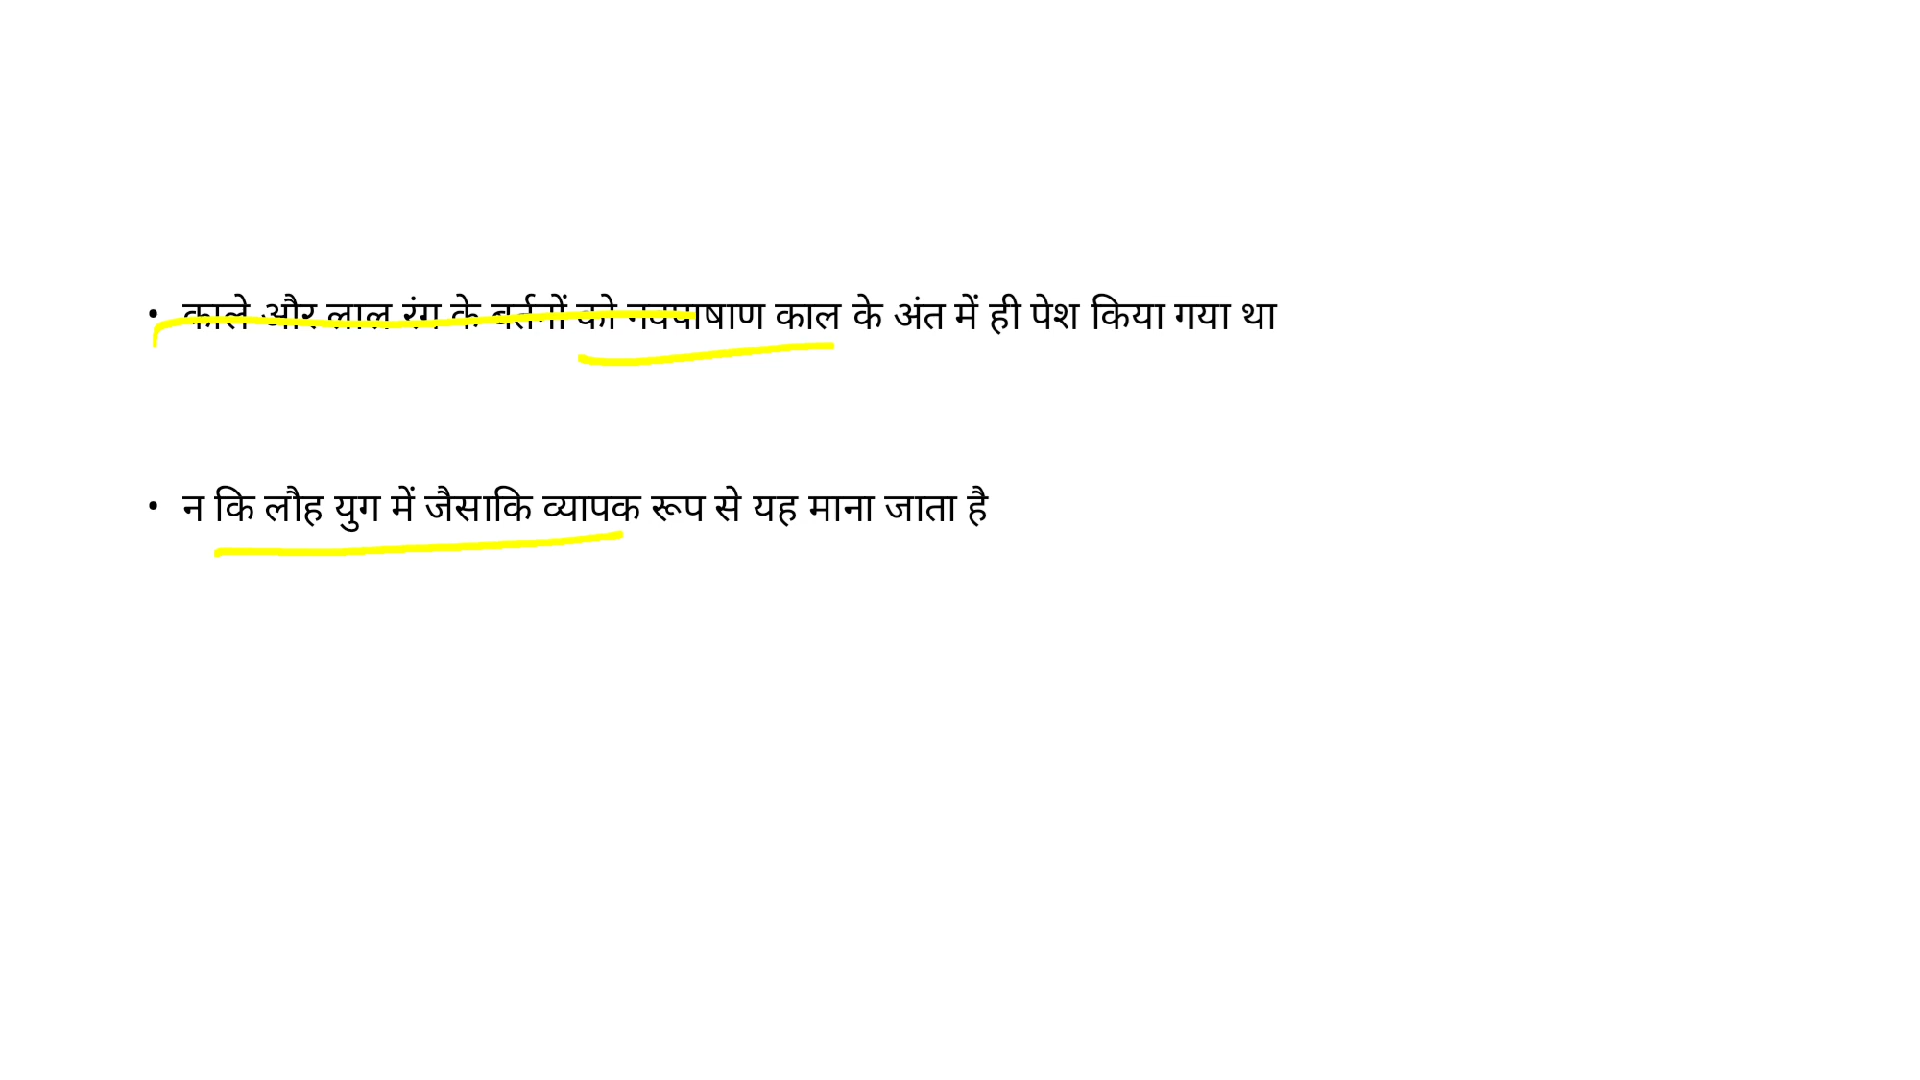 • काले और लाल रंग के बर्तनों को नवपाषाण काल के अंत में ही पेश किया गया था
• न कि लौह युग में जैसाकि व्यापक रूप से यह माना जाता है